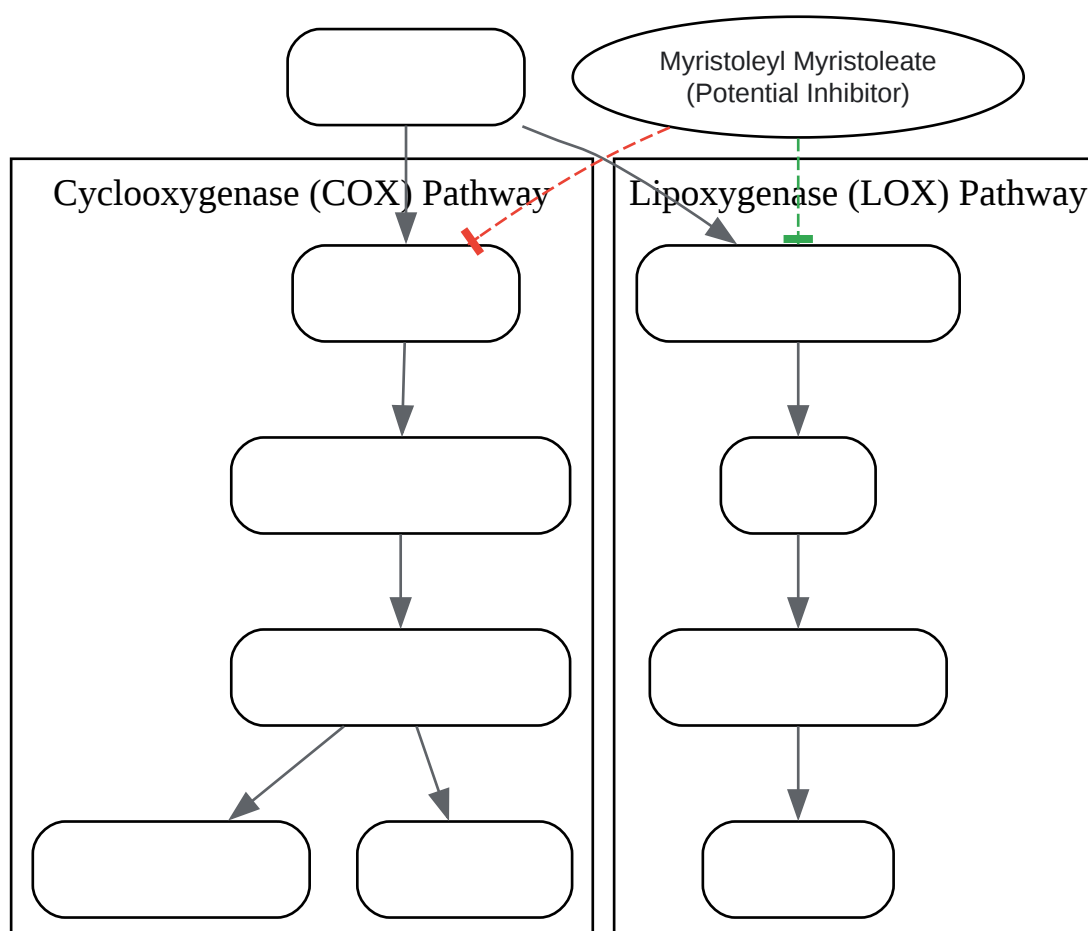 Myristoleyl Myristoleate
(Potential Inhibitor)
Cyclooxygenase (COX) Pathway
Lipoxygenase (LOX) Pathway